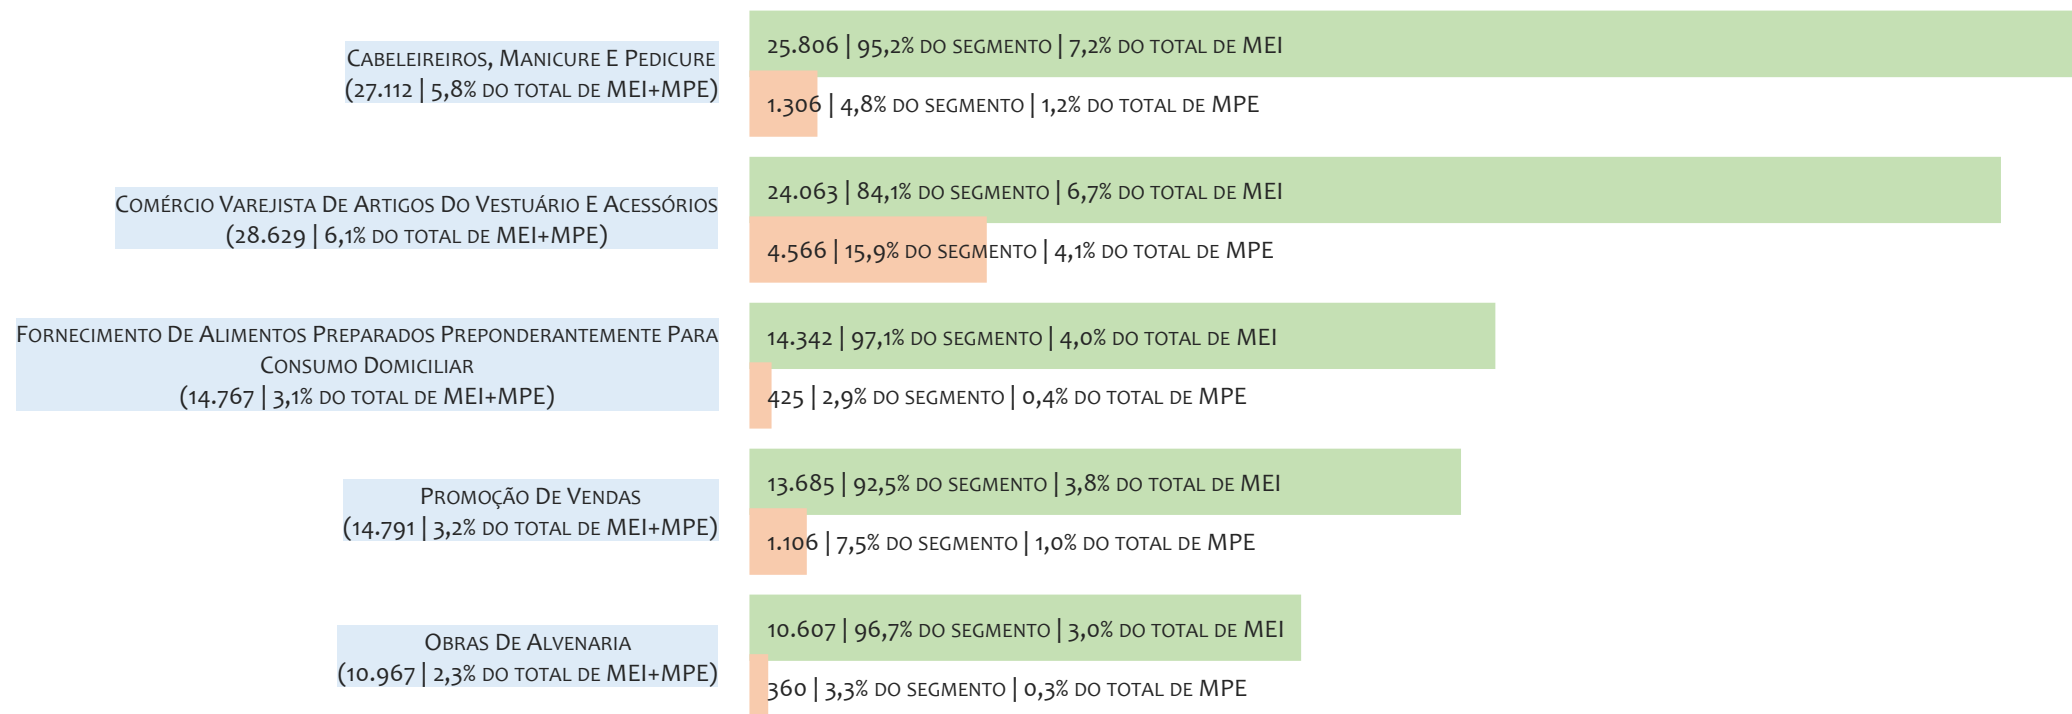 Cabeleireiros, Manicure E Pedicure
(27.112 | 5,8% do total de MEI+MPE)
25.806 | 95,2% do segmento | 7,2% do total de MEI
1.306 | 4,8% do segmento | 1,2% do total de MPE
Comércio Varejista De Artigos Do Vestuário E Acessórios
(28.629 | 6,1% do total de MEI+MPE)
24.063 | 84,1% do segmento | 6,7% do total de MEI
4.566 | 15,9% do segmento | 4,1% do total de MPE
Fornecimento De Alimentos Preparados Preponderantemente Para
Consumo Domiciliar
(14.767 | 3,1% do total de MEI+MPE)
14.342 | 97,1% do segmento | 4,0% do total de MEI
425 | 2,9% do segmento | 0,4% do total de MPE
Promoção De Vendas
(14.791 | 3,2% do total de MEI+MPE)
13.685 | 92,5% do segmento | 3,8% do total de MEI
1.106 | 7,5% do segmento | 1,0% do total de MPE
Obras De Alvenaria
(10.967 | 2,3% do total de MEI+MPE)
10.607 | 96,7% do segmento | 3,0% do total de MEI
360 | 3,3% do segmento | 0,3% do total de MPE